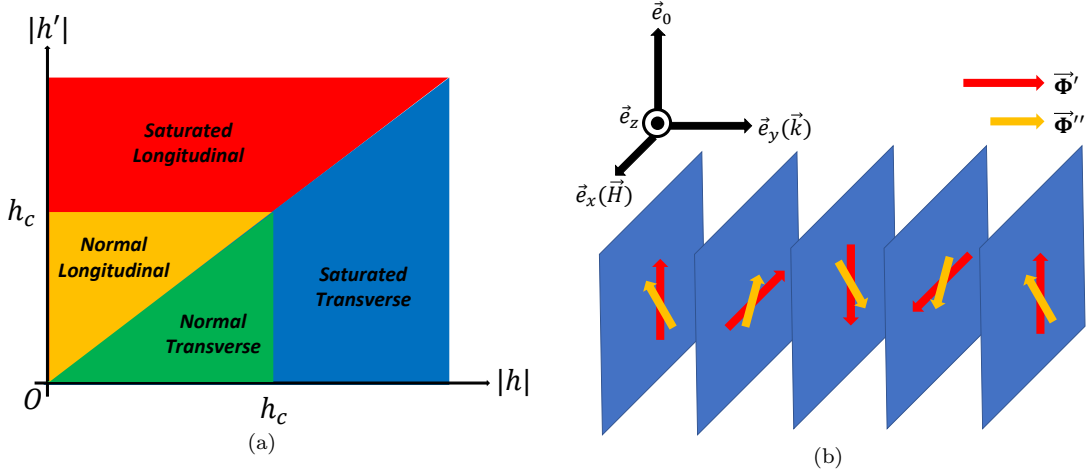 |h′|
Saturated
Longitudinal
h_c
Normal
Longitudinal
Saturated
Transverse
Normal
Transverse
O
h_c
|h|
(a)
e⃗_0
e⃗_z
e⃗_y(k⃗)
e⃗_x(H⃗)
Φ⃗′
Φ⃗′′
(b)